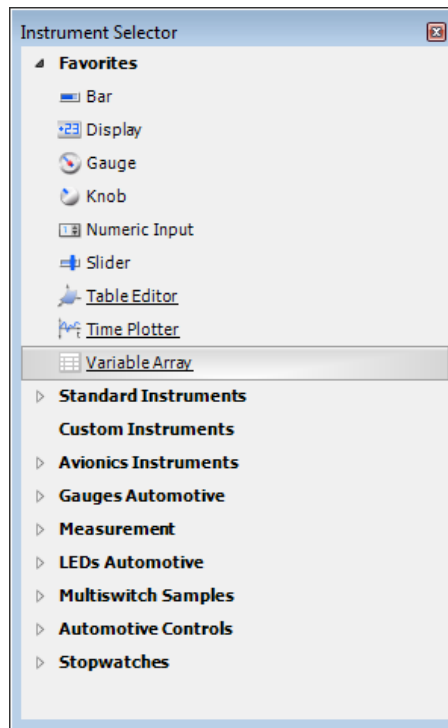 Instrument Selector
Favorites
Bar
Display
Gauge
Knob
Numeric Input
Slider
Table Editor
Time Plotter
Variable Array
Standard Instruments
Custom Instruments
Avionics Instruments
Gauges Automotive
Measurement
LEDs Automotive
Multiswitch Samples
Automotive Controls
Stopwatches